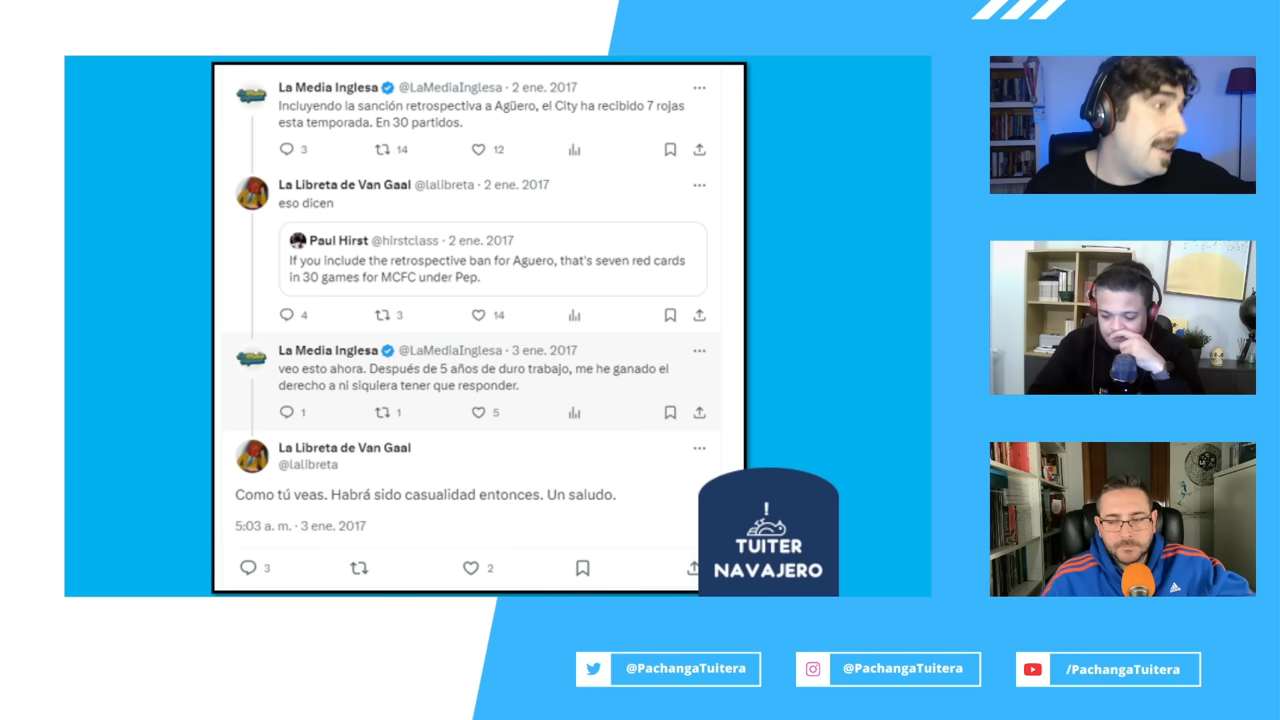 La Media Inglesa @LaMediaInglesa · 2 ene. 2017
Incluyendo la sanción retrospectiva a Agüero, el City ha recibido 7 rojas
esta temporada. En 30 partidos.
3 14 12
La Libreta de Van Gaal @lalibreta · 2 ene. 2017
eso dicen
Paul Hirst @hirstclass · 2 ene. 2017
If you include the retrospective ban for Aguero, that's seven red cards
in 30 games for MCFC under Pep.
4 3 14
La Media Inglesa @LaMediaInglesa · 3 ene. 2017
veo esto ahora. Después de 5 años de duro trabajo, me he ganado el
derecho a ni siquiera tener que responder.
1 1 5
La Libreta de Van Gaal
@lalibreta
Como tú veas. Habrá sido casualidad entonces. Un saludo.
5:03 a. m. · 3 ene. 2017
3 2
TUITER
NAVAJERO
@PachangaTuitera @PachangaTuitera /PachangaTuitera